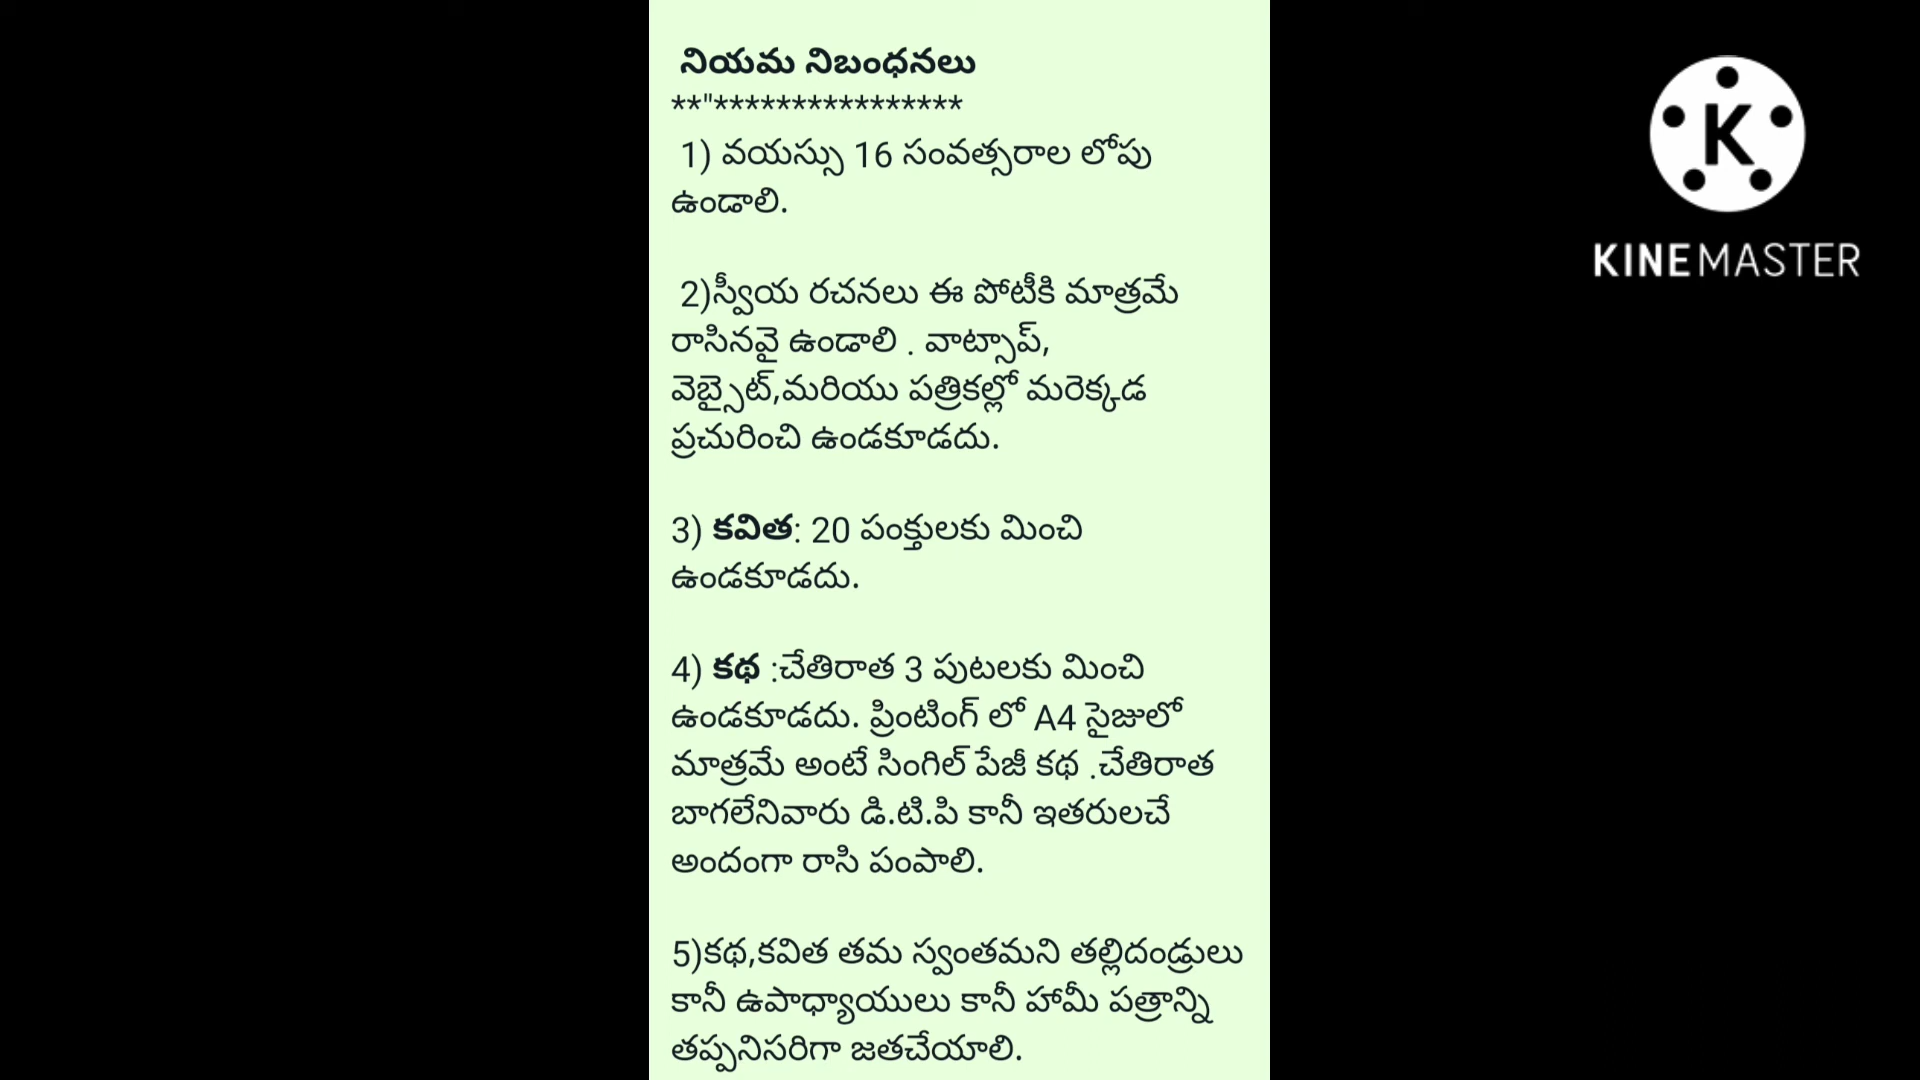 నియమ నిబంధనలు
**"****************
1) వయస్సు 16 సంవత్సరాల లోపు
ఉండాలి.
2)స్వీయ రచనలు ఈ పోటీకి మాత్రమే
రాసినవై ఉండాలి . వాట్సాప్,
వెబ్సైట్,మరియు పత్రికల్లో మరెక్కడ
ప్రచురించి ఉండకూడదు.
3) కవిత: 20 పంక్తులకు మించి
ఉండకూడదు.
4) కథ :చేతిరాత 3 పుటలకు మించి
ఉండకూడదు. ప్రింటింగ్ లో A4 సైజులో
మాత్రమే అంటే సింగిల్ పేజీ కథ .చేతిరాత
బాగలేనివారు డి.టి.పి కానీ ఇతరులచే
అందంగా రాసి పంపాలి.
5)కథ,కవిత తమ స్వంతమని తల్లిదండ్రులు
కానీ ఉపాధ్యాయులు కానీ హామీ పత్రాన్ని
తప్పనిసరిగా జతచేయాలి.
K
KINEMASTER